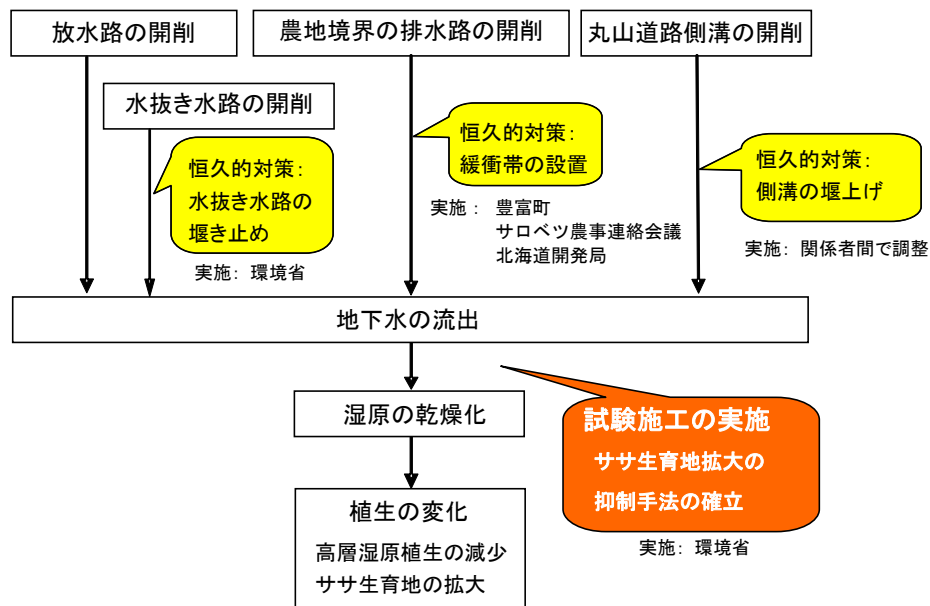 放水路の開削
農地境界の排水路の開削
丸山道路側溝の開削
水抜き水路の開削
恒久的対策：
水抜き水路の
堰き止め
実施： 環境省
恒久的対策：
緩衝帯の設置
実施： 豊富町
サロベツ農事連絡会議
北海道開発局
恒久的対策：
側溝の堰上げ
実施： 関係者間で調整
地下水の流出
湿原の乾燥化
試験施工の実施
ササ生育地拡大の
抑制手法の確立
実施： 環境省
植生の変化
高層湿原植生の減少
ササ生育地の拡大